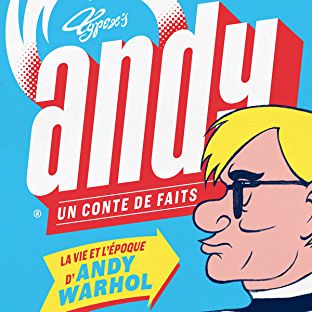 Typex's
andy
®
UN CONTE DE FAITS
LA VIE ET L'ÉPOQUE
D'ANDY
WARHOL